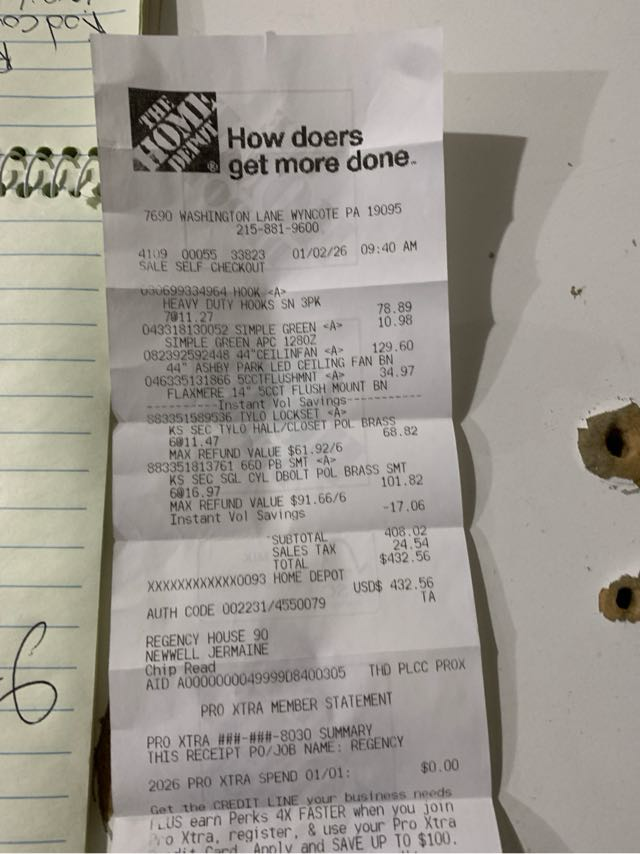 THE
HOME
DEPOT
How doers
get more done.
7690 WASHINGTON LANE WYNCOTE PA 19095
215-881-9600
4109 00055 33823 01/02/26 09:40 AM
SALE SELF CHECKOUT
030699334964 HOOK <A>
HEAVY DUTY HOOKS SN 3PK
7@11.27 78.89
043318130052 SIMPLE GREEN <A> 10.98
SIMPLE GREEN APC 128OZ
082392592448 44"CEILINFAN <A> 129.60
44" ASHBY PARK LED CEILING FAN BN
046335131866 5CCTFLUSHMNT <A> 34.97
FLAXMERE 14" 5CCT FLUSH MOUNT BN
----------Instant Vol Savings----------
883351589536 TYLO LOCKSET <A>
KS SEC TYLO HALL/CLOSET POL BRASS
6@11.47 68.82
MAX REFUND VALUE $61.92/6
883351813761 660 PB SMT <A>
KS SEC SGL CYL DBOLT POL BRASS SMT
6@16.97 101.82
MAX REFUND VALUE $91.66/6
Instant Vol Savings -17.06
SUBTOTAL 408.02
SALES TAX 24.54
TOTAL $432.56
XXXXXXXXXXXX0093 HOME DEPOT
USD$ 432.56
AUTH CODE 002231/4550079 TA
REGENCY HOUSE 90
NEWWELL JERMAINE
Chip Read
AID A0000000049999D8400305 THD PLCC PROX
PRO XTRA MEMBER STATEMENT
PRO XTRA ###-###-8030 SUMMARY
THIS RECEIPT PO/JOB NAME: REGENCY
2026 PRO XTRA SPEND 01/01: $0.00
Get the CREDIT LINE your business needs
PLUS earn Perks 4X FASTER when you join
Pro Xtra, register, & use your Pro Xtra
Credit Card. Apply and SAVE UP TO $100.